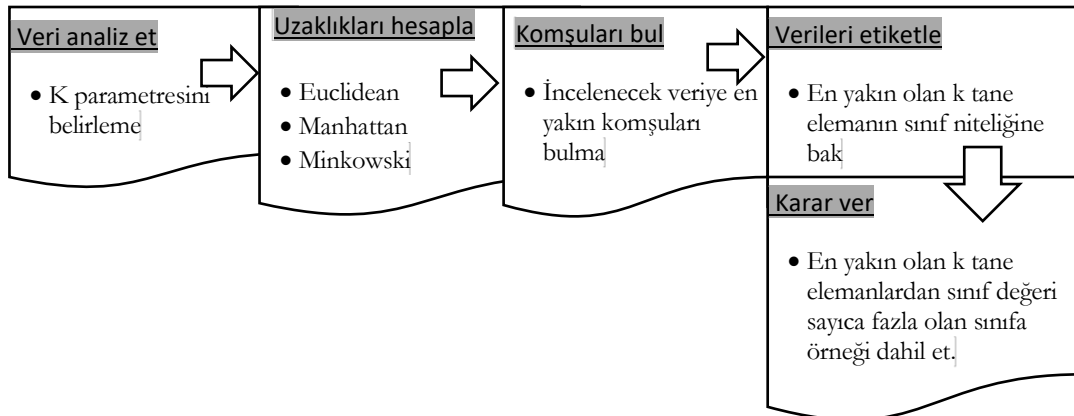 Veri analiz et
• K parametresini
belirleme
Uzaklıkları hesapla
• Euclidean
• Manhattan
• Minkowski
Komşuları bul
• İncelenecek veriye en
yakın komşuları
bulma
Verileri etiketle
• En yakın olan k tane
elemanın sınıf niteliğine
bak
Karar ver
• En yakın olan k tane
elemanlardan sınıf değeri
sayıca fazla olan sınıfa
örneği dahil et.